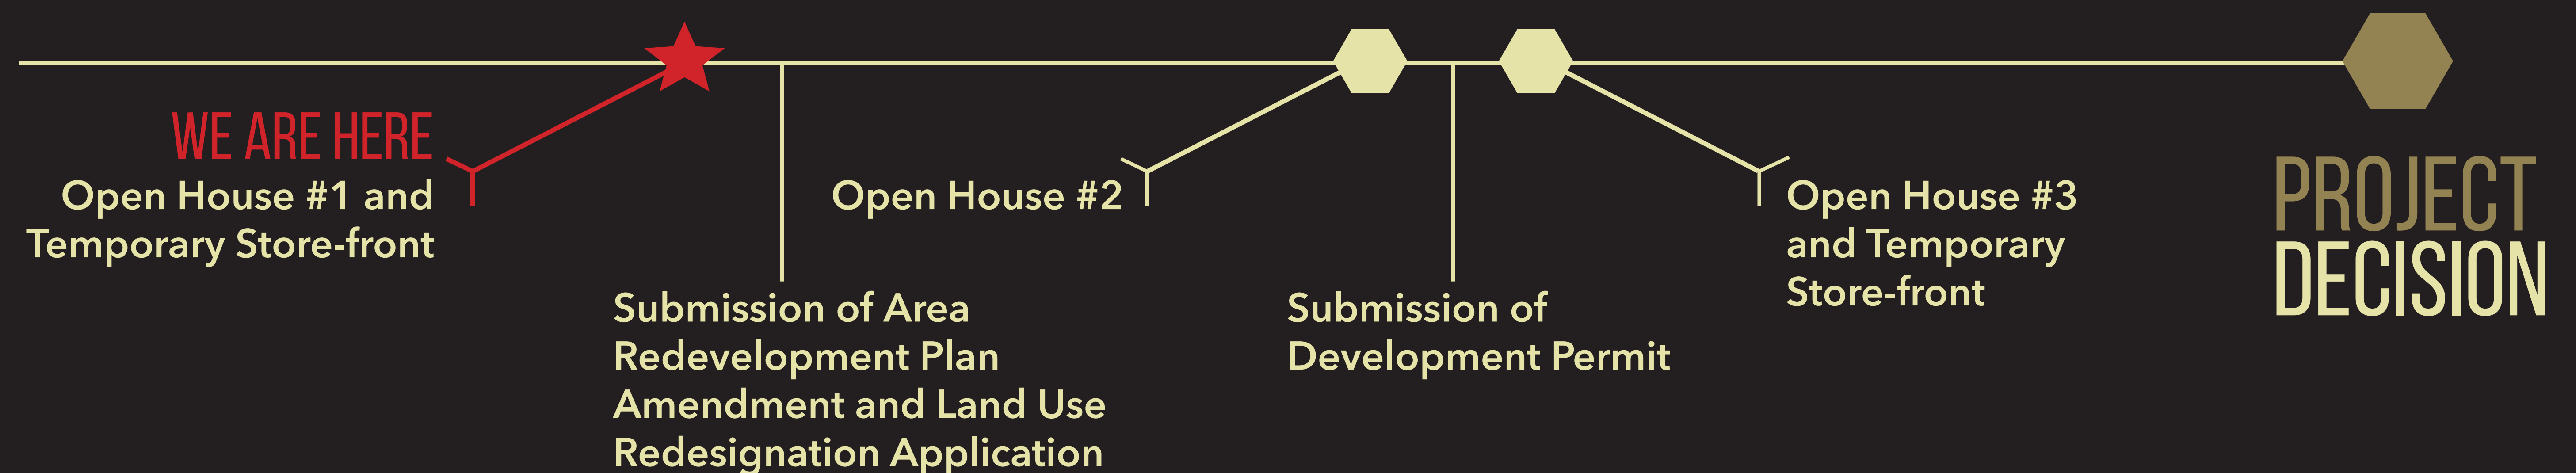 WE ARE HERE
Open House #1 and
Temporary Store-front
Submission of Area
Redevelopment Plan
Amendment and Land Use
Redesignation Application
Open House #2
Submission of
Development Permit
Open House #3
and Temporary
Store-front
PROJECT
DECISION